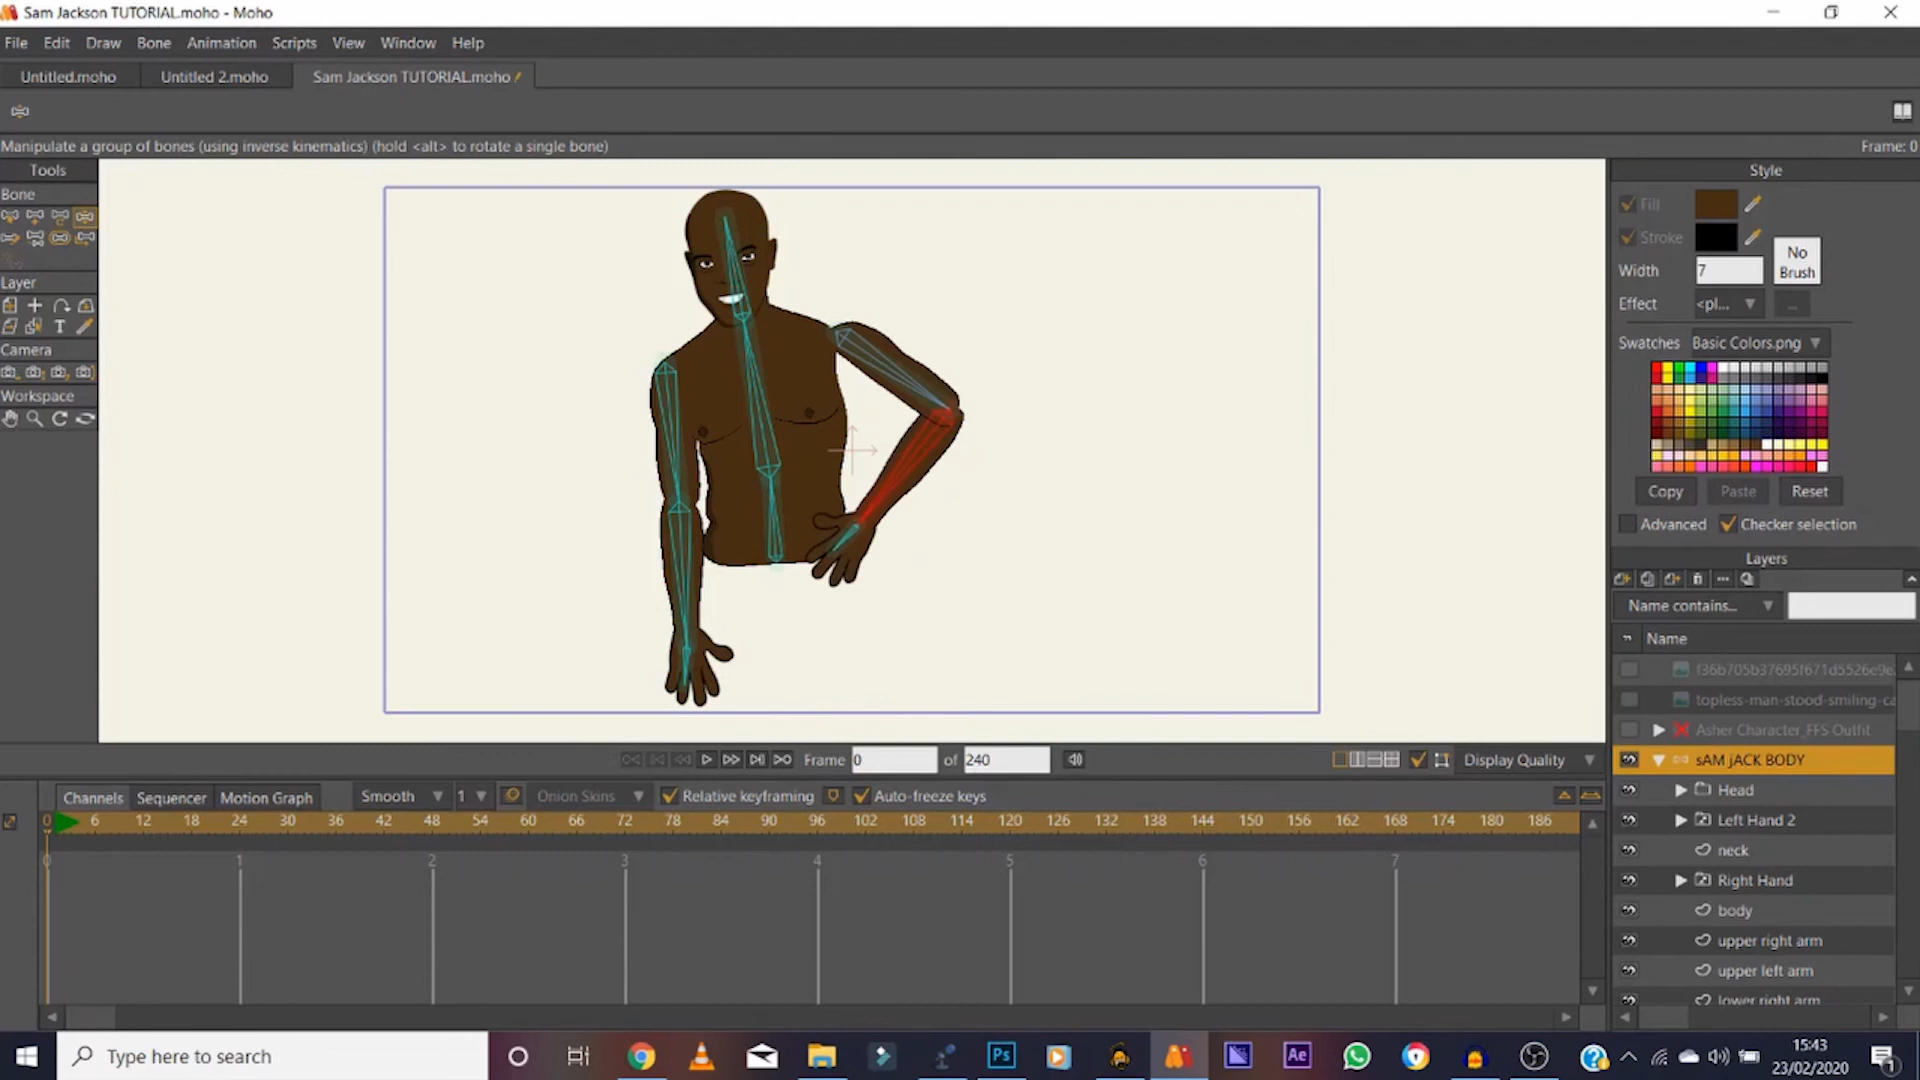 Sam Jackson TUTORIAL.moho - Moho
File Edit Draw Bone Animation Scripts View Window Help
Untitled.moho Untitled 2.moho Sam Jackson TUTORIAL.moho
Manipulate a group of bones (using inverse kinematics) (hold <alt> to rotate a single bone) Frame: 0
Tools
Bone
Layer
T
Camera
Workspace
Style
Fill
Stroke
No
Brush
Width 7
Effect <pl... ...
Swatches Basic Colors.png
Copy Paste Reset
Advanced Checker selection
Layers
Name contains...
Name
topless-man-stood-smiling-ca
Asher Character_FFS Outfit
sAM jACK BODY
Head
Left Hand 2
neck
Right Hand
body
upper right arm
upper left arm
lower right arm
Frame 0 of 240 Display Quality
Channels Sequencer Motion Graph Smooth 1 Onion Skins Relative keyframing Auto-freeze keys
0 6 12 18 24 30 36 42 48 54 60 66 72 78 84 90 96 102 108 114 120 126 132 138 144 150 156 162 168 174 180 186
0 1 2 3 4 5 6 7
Type here to search
Ps
Ae
15:43
23/02/2020
1